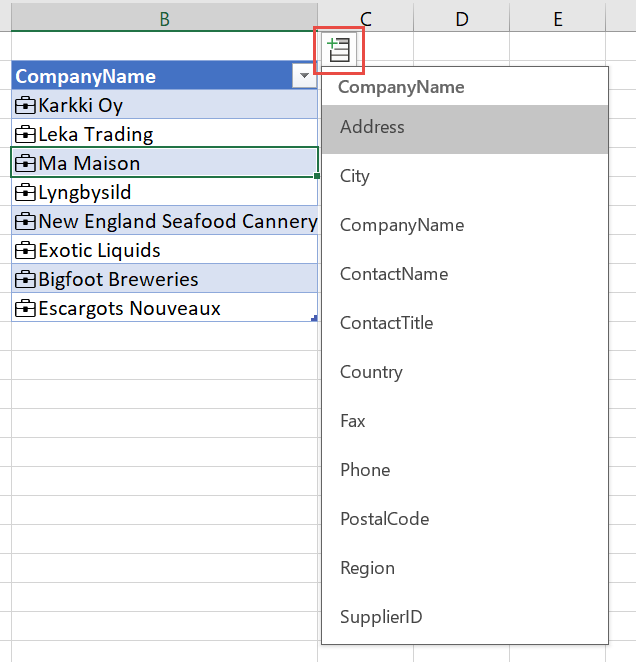 B C D E
CompanyName
Karkki Oy
Leka Trading
Ma Maison
Lyngbysild
New England Seafood Cannery
Exotic Liquids
Bigfoot Breweries
Escargots Nouveaux
CompanyName
Address
City
CompanyName
ContactName
ContactTitle
Country
Fax
Phone
PostalCode
Region
SupplierID